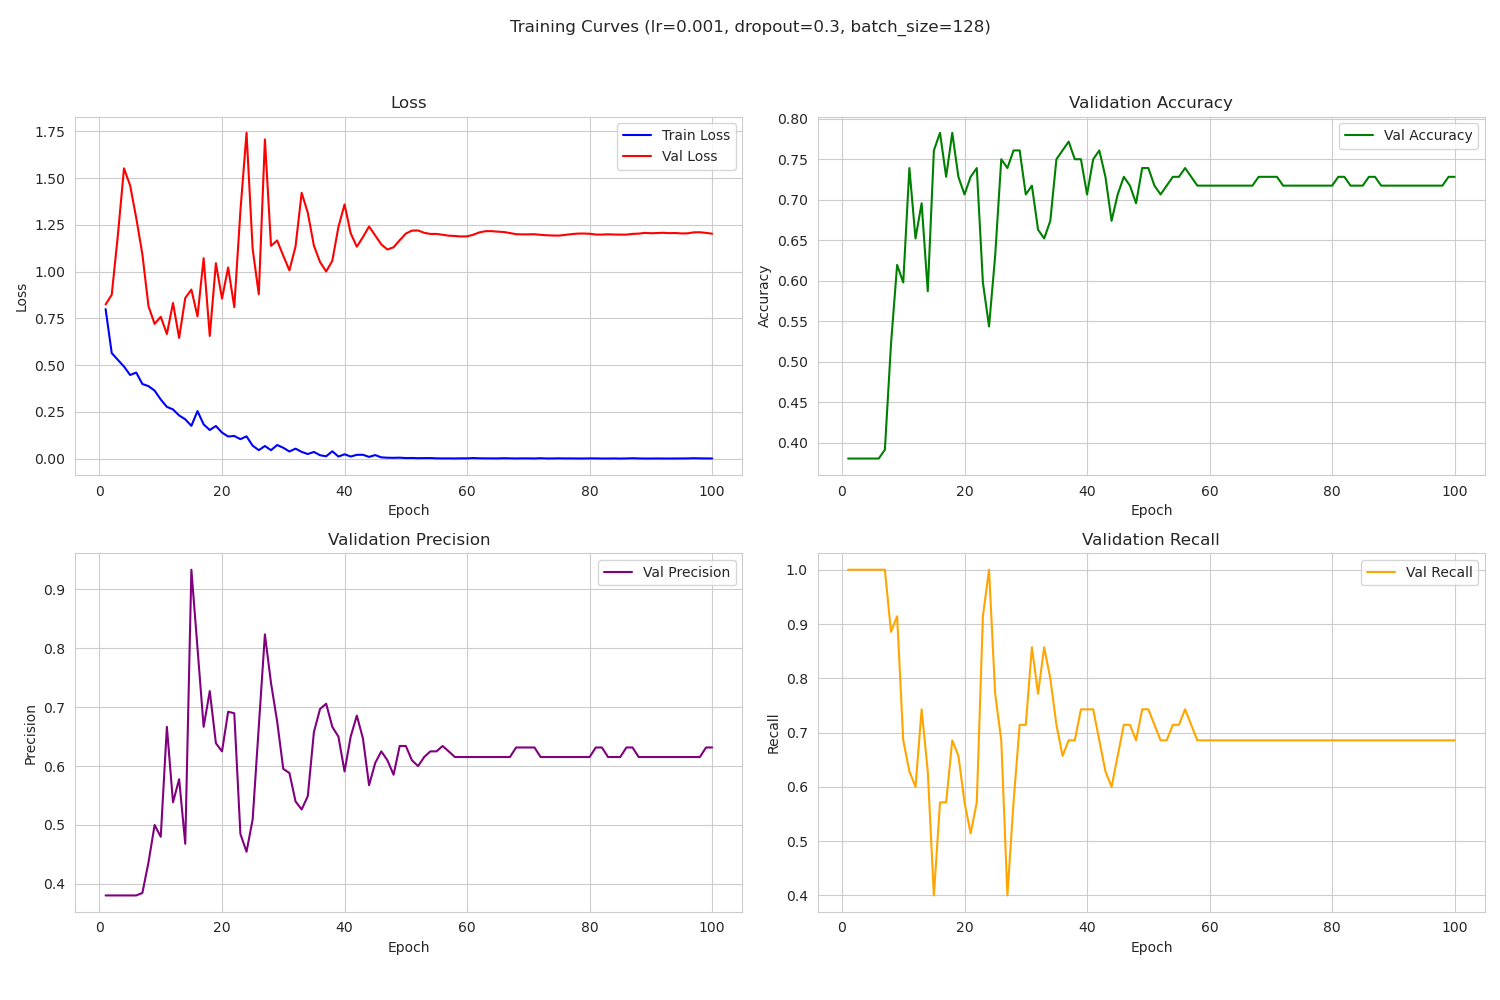 Training Curves (lr=0.001, dropout=0.3, batch_size=128)
Loss
Train Loss
Val Loss
1.75
1.50
1.25
1.00
0.75
0.50
0.25
0.00
Loss
0 20 40 60 80 100
Epoch
Validation Accuracy
Val Accuracy
0.80
0.75
0.70
0.65
0.60
0.55
0.50
0.45
0.40
Accuracy
0 20 40 60 80 100
Epoch
Validation Precision
Val Precision
0.9
0.8
0.7
0.6
0.5
0.4
Precision
0 20 40 60 80 100
Epoch
Validation Recall
Val Recall
1.0
0.9
0.8
0.7
0.6
0.5
0.4
Recall
0 20 40 60 80 100
Epoch